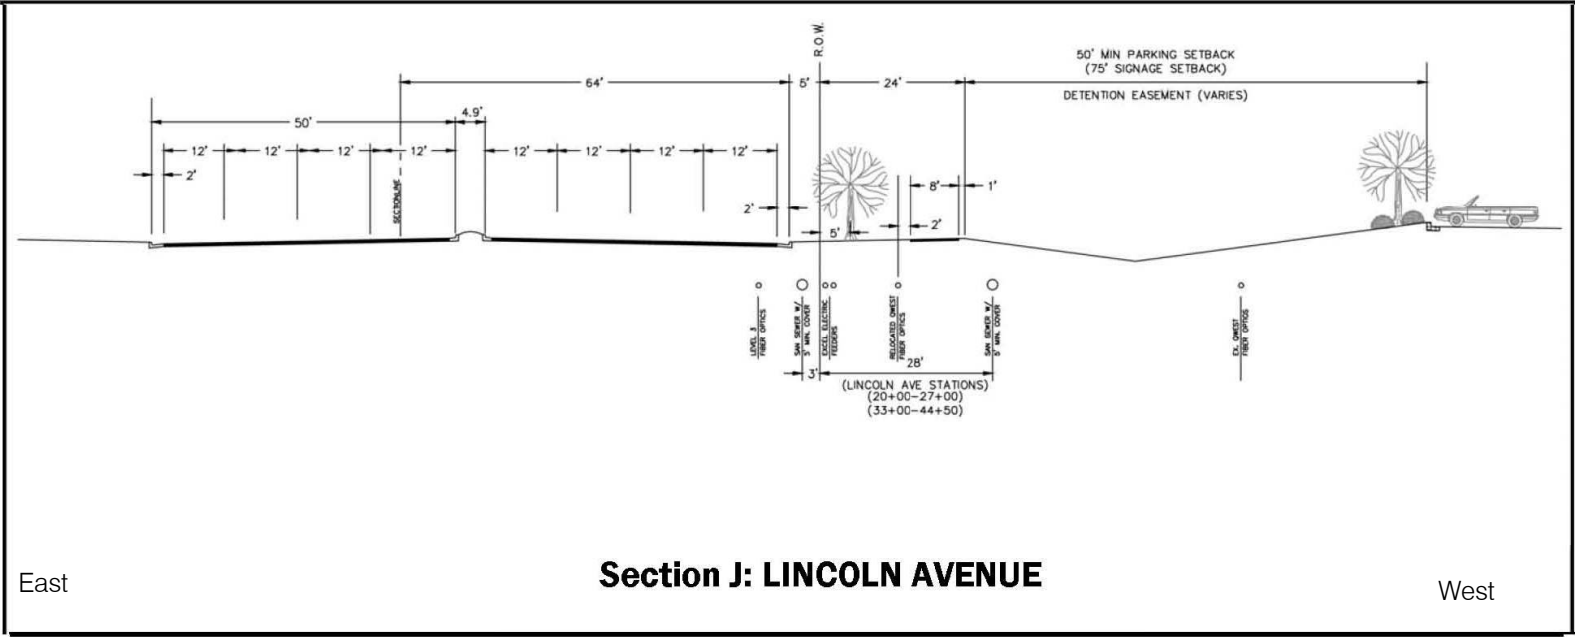 R.O.W.
50' MIN PARKING SETBACK
(75' SIGNAGE SETBACK)
64'
5'
24'
DETENTION EASEMENT (VARIES)
50'
4.9'
12'
12'
12'
12'
12'
12'
12'
12'
2'
8'
1'
SECTIONLINE
2'
5'
2'
LEVEL 3
FIBER OPTICS
SAN SEWER W/
5' MIN. COVER
EXCEL ELECTRIC
FEEDERS
RELOCATED QWEST
FIBER OPTICS
SAN SEWER W/
5' MIN. COVER
EX. QWEST
FIBER OPTIGS
28'
3'
(LINCOLN AVE STATIONS)
(20+00-27+00)
(33+00-44+50)
East
Section J: LINCOLN AVENUE
West